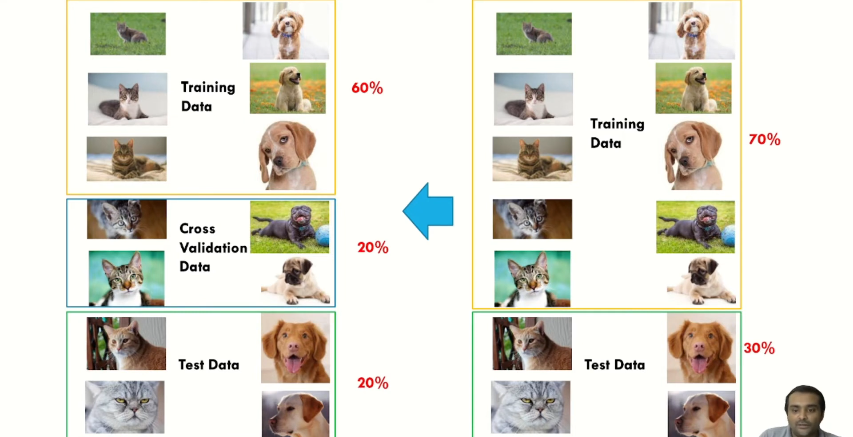 Training
Data
60%
Cross
Validation
Data
20%
Test Data
20%
Training
Data
70%
Test Data
30%